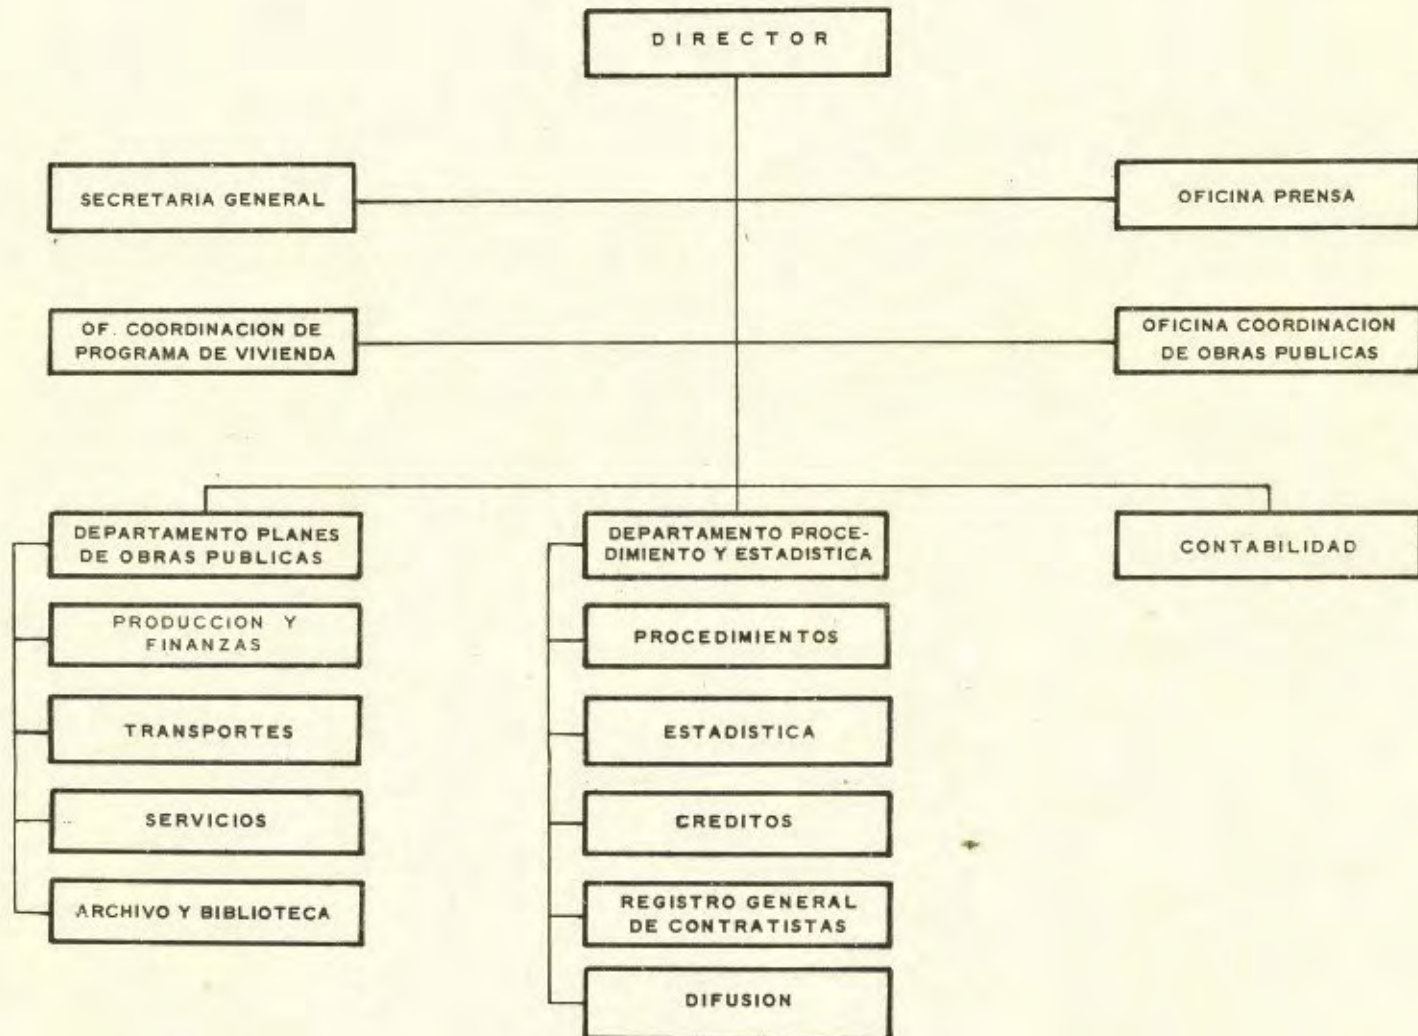 DIRECTOR
SECRETARIA GENERAL
OFICINA PRENSA
OF. COORDINACION DE
PROGRAMA DE VIVIENDA
OFICINA COORDINACION
DE OBRAS PUBLICAS
DEPARTAMENTO PLANES
DE OBRAS PUBLICAS
DEPARTAMENTO PROCE-
DIMIENTO Y ESTADISTICA
CONTABILIDAD
PRODUCCION Y
FINANZAS
TRANSPORTES
SERVICIOS
ARCHIVO Y BIBLIOTECA
PROCEDIMIENTOS
ESTADISTICA
CREDITOS
REGISTRO GENERAL
DE CONTRATISTAS
DIFUSION